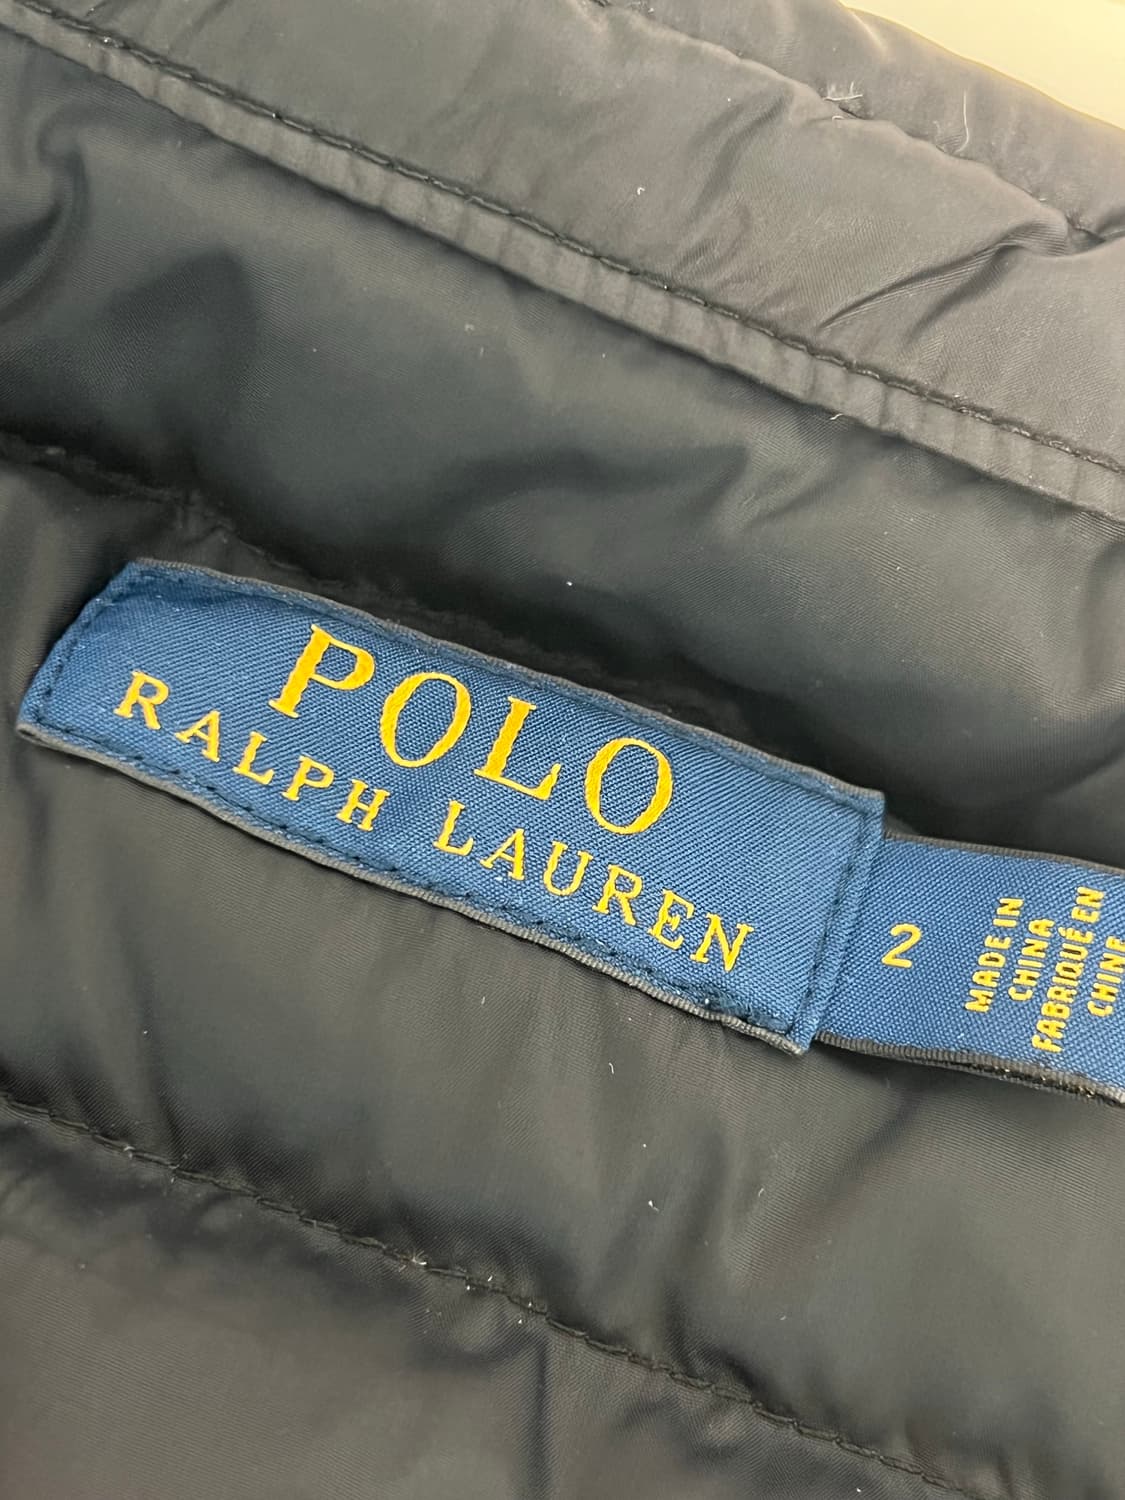 POLO
RALPH LAUREN
2
MADE IN
CHINA
FABRIQUÉ EN
CHINE